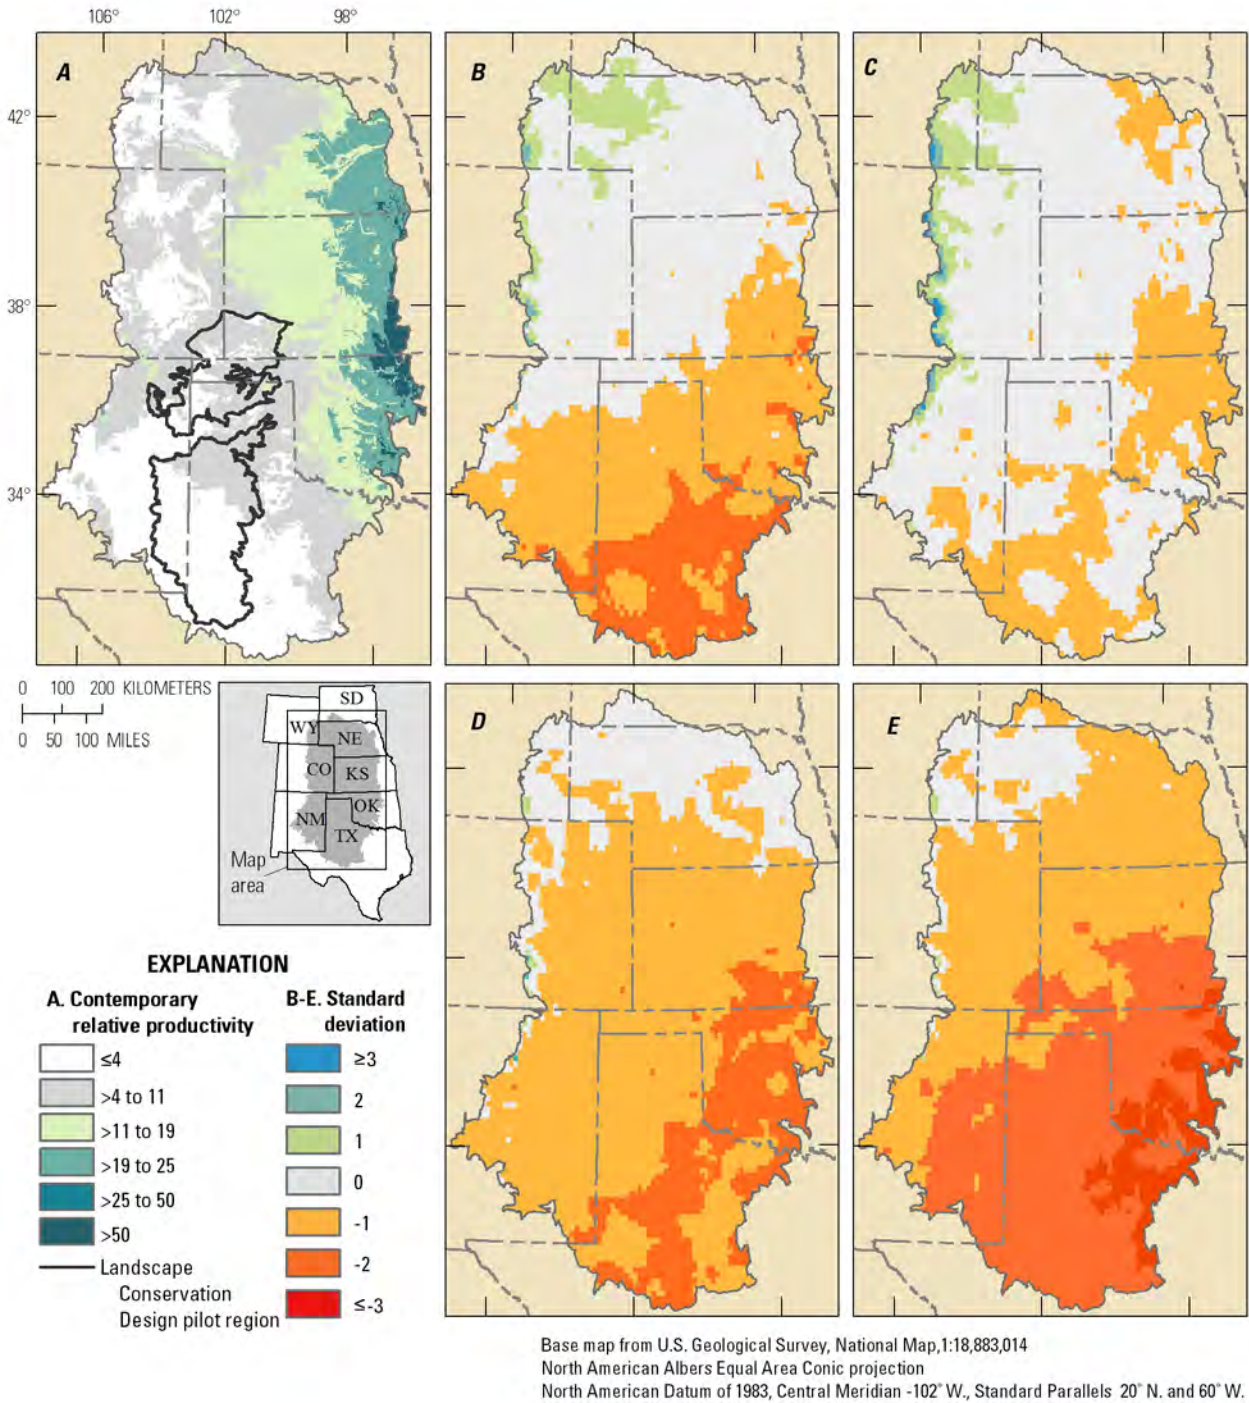 106° 102° 98°
A
B
C
42°
38°
34°
0 100 200 KILOMETERS
0 50 100 MILES
SD
WY
NE
CO
KS
OK
NM
TX
Map
area
D
E
EXPLANATION
A. Contemporary
relative productivity
≤4
>4 to 11
>11 to 19
>19 to 25
>25 to 50
>50
Landscape
Conservation
Design pilot region
B-E. Standard
deviation
≥3
2
1
0
-1
-2
≤-3
Base map from U.S. Geological Survey, National Map,1:18,883,014
North American Albers Equal Area Conic projection
North American Datum of 1983, Central Meridian -102° W., Standard Parallels 20° N. and 60° W.